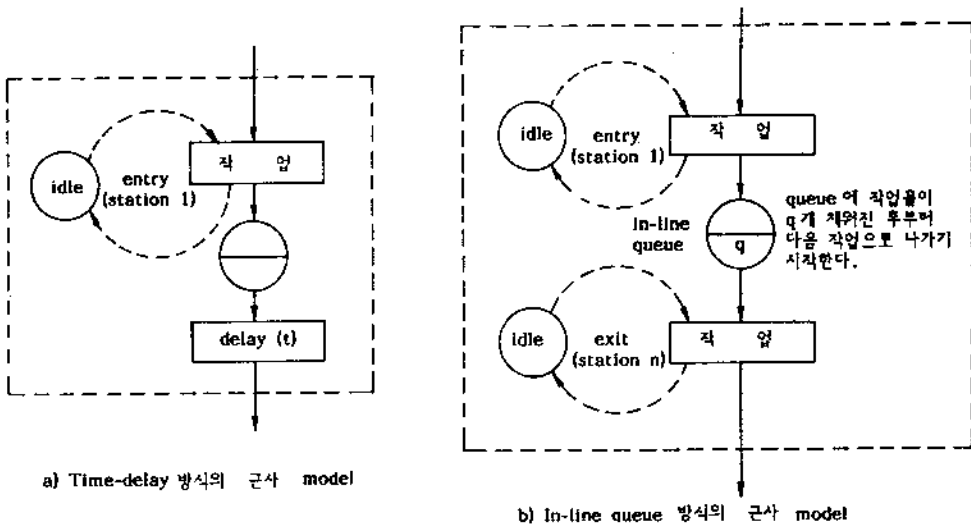 작 업
idle
entry
(station 1)
delay (t)
a) Time-delay 방식의 근사 model
작 업
idle
entry
(station 1)
In-line
queue
q
queue 에 작업물이
q개 채워진 후부터
다음 작업으로 나가기
시작한다.
작 업
idle
exit
(station n)
b) In-line queue 방식의 근사 model